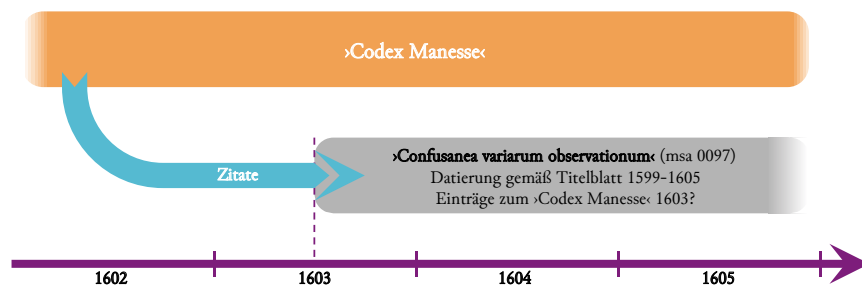 ›Codex Manesse‹
›Confusanea variarum observationum‹ (msa 0097)
Datierung gemäß Titelblatt 1599-1605
Einträge zum ›Codex Manesse‹ 1603?
Zitate
1602 1603 1604 1605